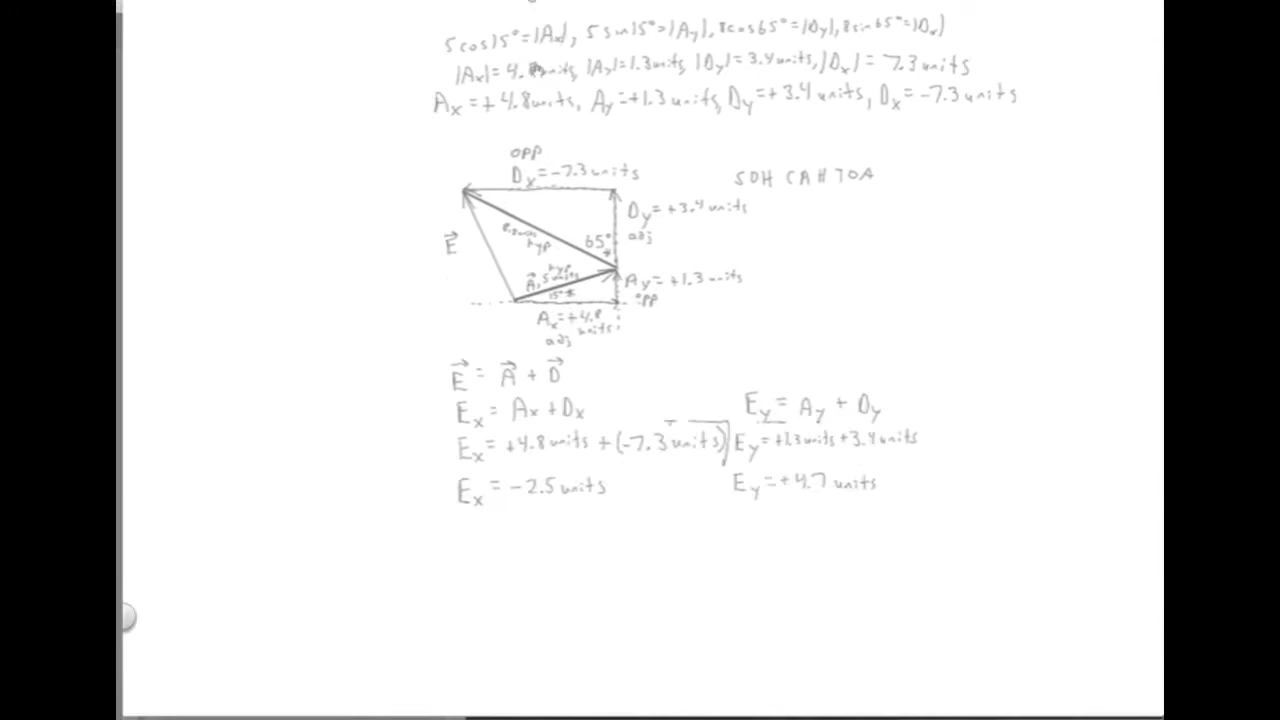 5cos15°=|Ax|, 5sin15°=|Ay|, 8cos65°=|Dy|, 8sin65°=|Dx|
|Ax|=4. units, |Ay|=1.3units, |Dy|=3.4 units, |Dx|= 7.3 units
Ax=+4.8units, Ay=+1.3 units, Dy=+3.4 units, Dx=-7.3 units
opp
Dx=-7.3 units
SOH CAH TOA
Dy=+3.4 units
adj
65°
E
hyp
hyp
A, 5 units
15°
Ay=+1.3 units
opp
Ax=+4.8
units
adj
E = A + D
Ex = Ax + Dx
Ey = Ay + Dy
Ex = +4.8 units + (-7.3 units)
Ey=+1.3 units+3.4 units
Ex = -2.5 units
Ey=+4.7 units